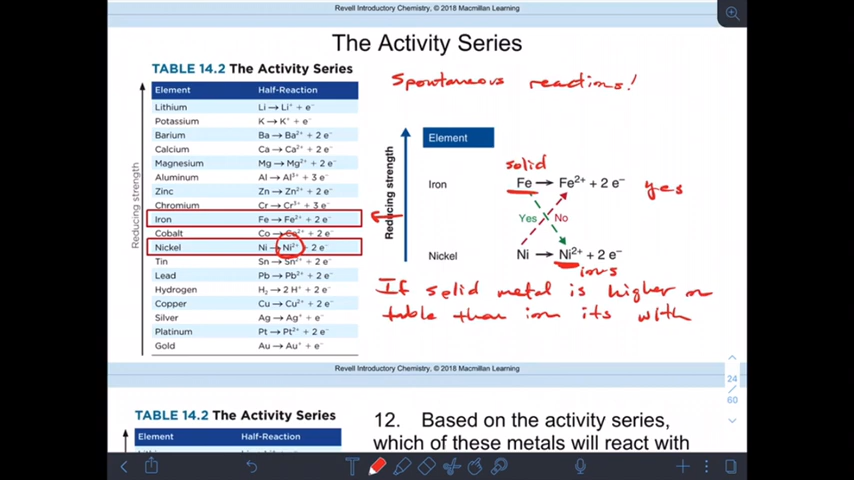 Revell Introductory Chemistry, © 2018 Macmillan Learning
The Activity Series
TABLE 14.2 The Activity Series
Element Half-Reaction
Lithium Li → Li⁺ + e⁻
Potassium K → K⁺ + e⁻
Barium Ba → Ba²⁺ + 2 e⁻
Calcium Ca → Ca²⁺ + 2 e⁻
Magnesium Mg → Mg²⁺ + 2 e⁻
Aluminum Al → Al³⁺ + 3 e⁻
Zinc Zn → Zn²⁺ + 2 e⁻
Chromium Cr → Cr³⁺ + 3 e⁻
Iron Fe → Fe²⁺ + 2 e⁻
Cobalt Co → Co²⁺ + 2 e⁻
Nickel Ni → Ni²⁺ + 2 e⁻
Tin Sn → Sn²⁺ + 2 e⁻
Lead Pb → Pb²⁺ + 2 e⁻
Hydrogen H₂ → 2 H⁺ + 2 e⁻
Copper Cu → Cu²⁺ + 2 e⁻
Silver Ag → Ag⁺ + e⁻
Platinum Pt → Pt²⁺ + 2 e⁻
Gold Au → Au⁺ + e⁻
Reducing strength
Spontaneous reactions!
Reducing strength
Element
solid
Iron Fe → Fe²⁺ + 2 e⁻ yes
Yes No
Nickel Ni → Ni²⁺ + 2 e⁻
ions
If solid metal is higher on
table than ion its with
Revell Introductory Chemistry, © 2018 Macmillan Learning
24
60
TABLE 14.2 The Activity Series
Element Half-Reaction
12. Based on the activity series,
which of these metals will react with